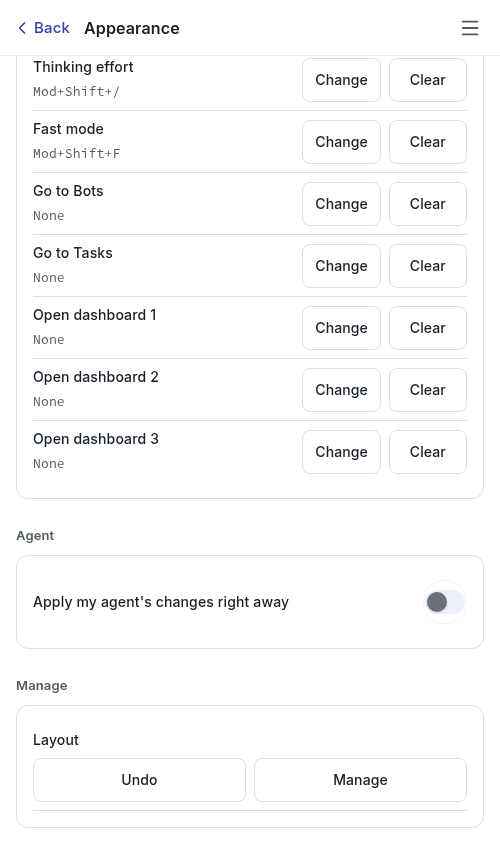 Back Appearance
Thinking effort
Mod+Shift+/
Change Clear
Fast mode
Mod+Shift+F
Change Clear
Go to Bots
None
Change Clear
Go to Tasks
None
Change Clear
Open dashboard 1
None
Change Clear
Open dashboard 2
None
Change Clear
Open dashboard 3
None
Change Clear
Agent
Apply my agent's changes right away
Manage
Layout
Undo Manage